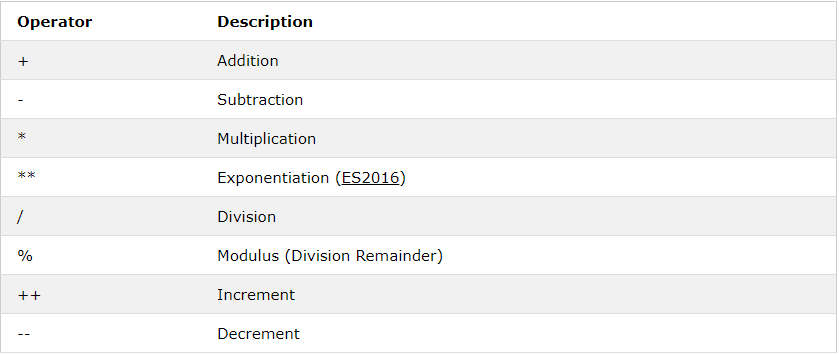 Operator Description
+ Addition
- Subtraction
* Multiplication
** Exponentiation (ES2016)
/ Division
% Modulus (Division Remainder)
++ Increment
-- Decrement